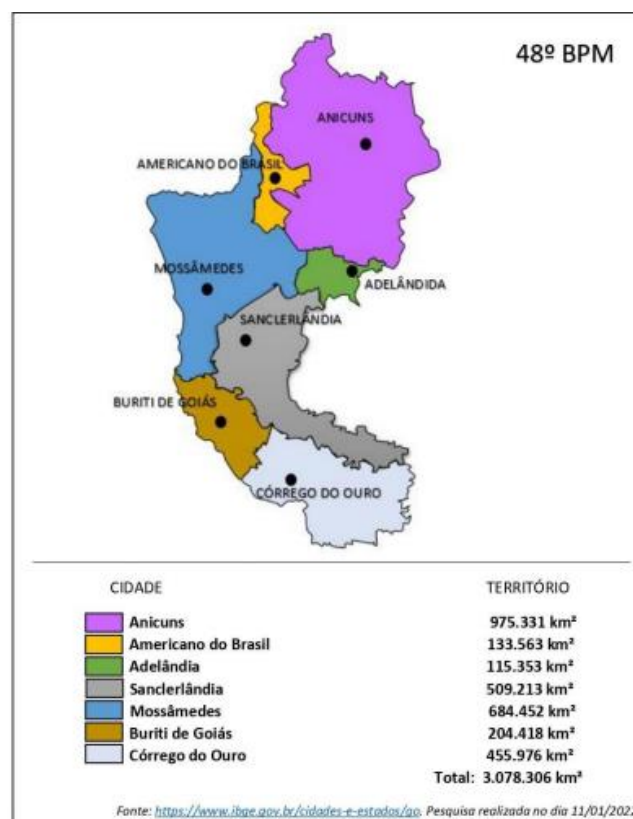 48º BPM
ANICUNS
AMERICANO DO BRASIL
MOSSÂMEDES
ADELÂNDIDA
SANCLERLÂNDIA
BURITI DE GOIÁS
CÓRREGO DO OURO
CIDADE TERRITÓRIO
Anicuns 975.331 km²
Americano do Brasil 133.563 km²
Adelândia 115.353 km²
Sanclerlândia 509.213 km²
Mossâmedes 684.452 km²
Buriti de Goiás 204.418 km²
Córrego do Ouro 455.976 km²
Total: 3.078.306 km²
Fonte: https://www.ibge.gov.br/cidades-e-estados/go. Pesquisa realizada no dia 11/01/2022